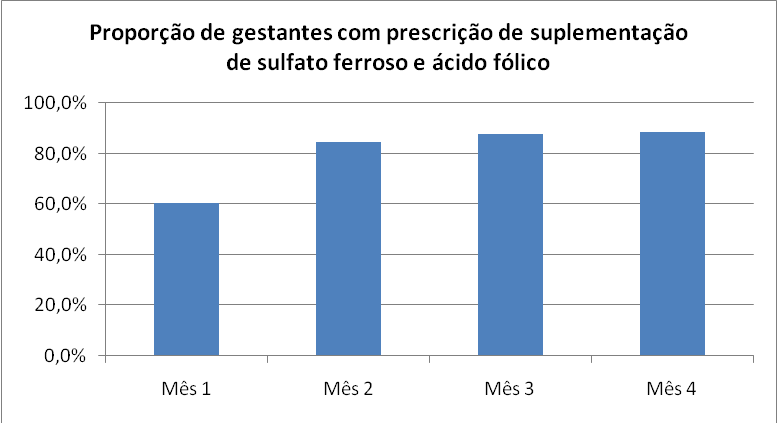 Proporção de gestantes com prescrição de suplementação
de sulfato ferroso e ácido fólico
100,0%
80,0%
60,0%
40,0%
20,0%
0,0%
Mês 1 Mês 2 Mês 3 Mês 4